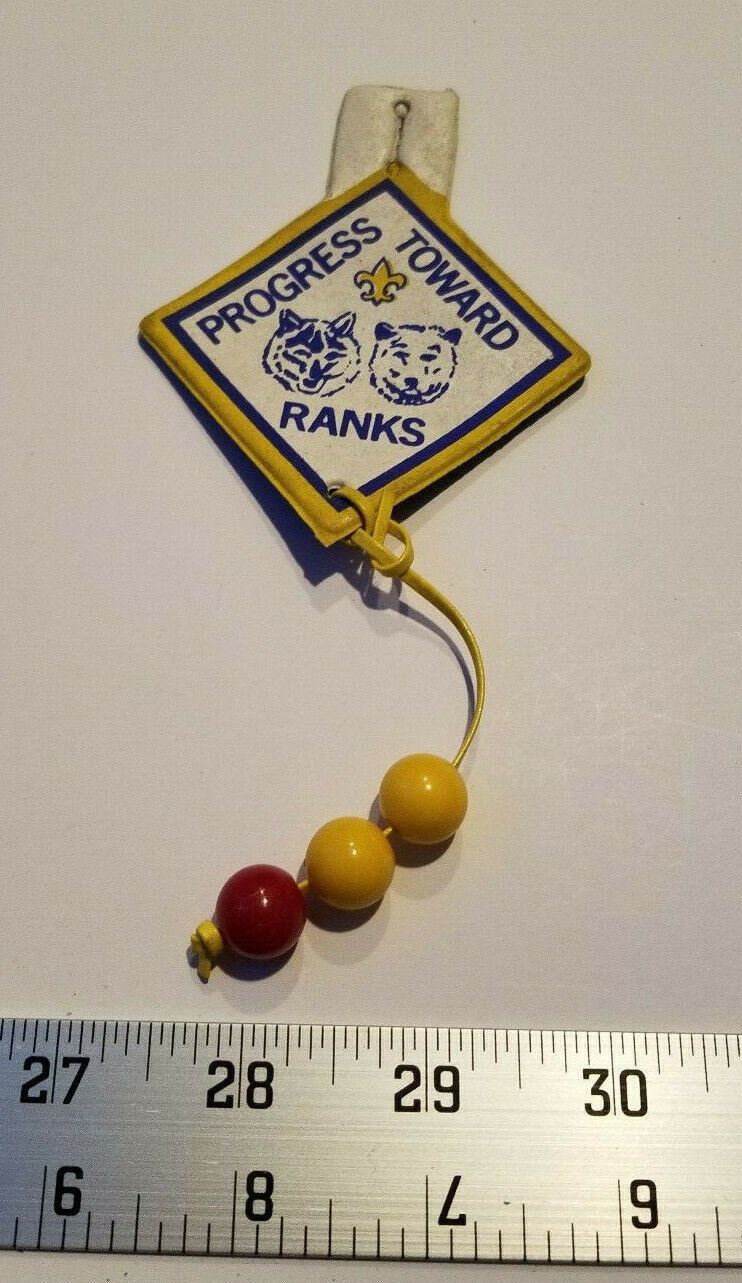 PROGRESS TOWARD
RANKS
27 28 29 30
6 7 8 9